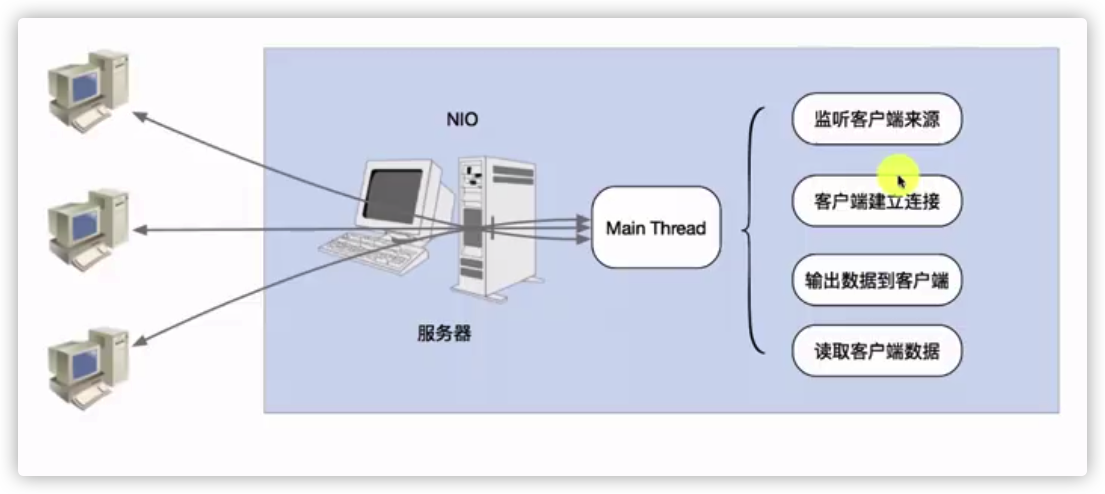 NIO
服务器
Main Thread
监听客户端来源
客户端建立连接
输出数据到客户端
读取客户端数据